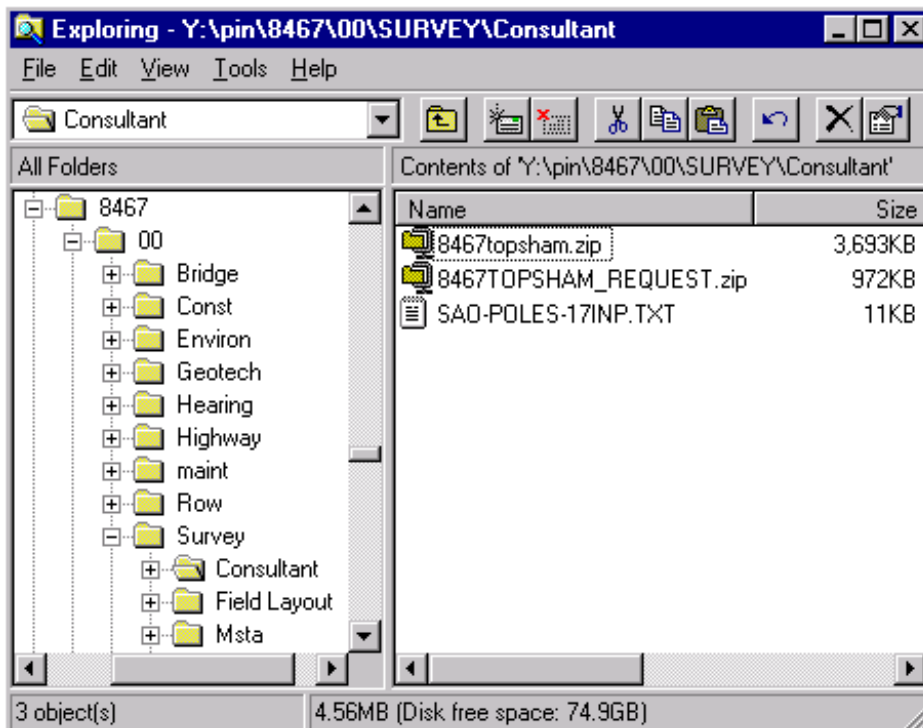 Exploring - Y:\pin\8467\00\SURVEY\Consultant
File Edit View Tools Help
Consultant
All Folders
Contents of 'Y:\pin\8467\00\SURVEY\Consultant'
8467
00
Bridge
Const
Environ
Geotech
Hearing
Highway
maint
Row
Survey
Consultant
Field Layout
Msta
Name Size
8467topsham.zip 3,693KB
8467TOPSHAM_REQUEST.zip 972KB
SAO-POLES-17INP.TXT 11KB
3 object(s) 4.56MB (Disk free space: 74.9GB)